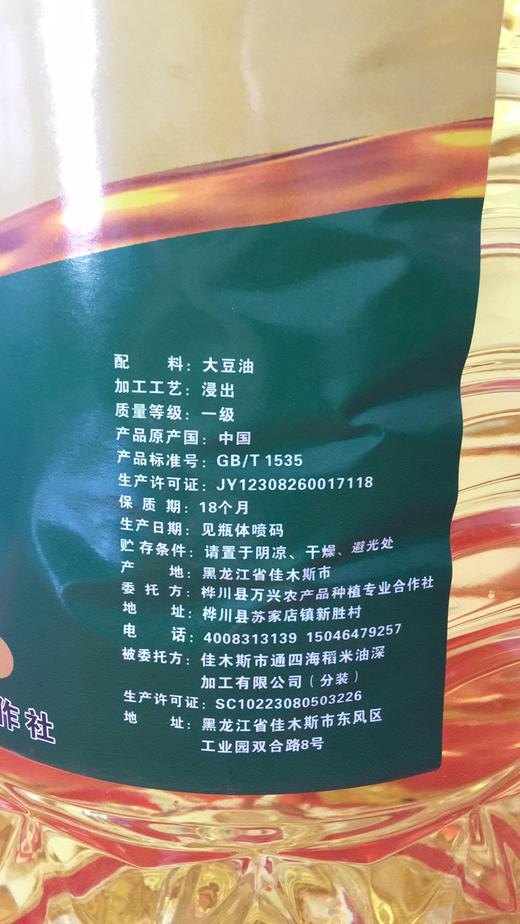 配 料：大豆油
加工工艺：浸出
质量等级：一级
产品原产国：中国
产品标准号：GB/T 1535
生产许可证：JY12308260017118
保 质 期：18个月
生产日期：见瓶体喷码
贮存条件：请置于阴凉、干燥、避光处
产 地：黑龙江省佳木斯市
委 托 方：桦川县万兴农产品种植专业合作社
地 址：桦川县苏家店镇新胜村
电 话：4008313139 15046479257
被委托方：佳木斯市通四海稻米油深
加工有限公司（分装）
生产许可证：SC10223080503226
地 址：黑龙江省佳木斯市东风区
工业园双合路8号
作社